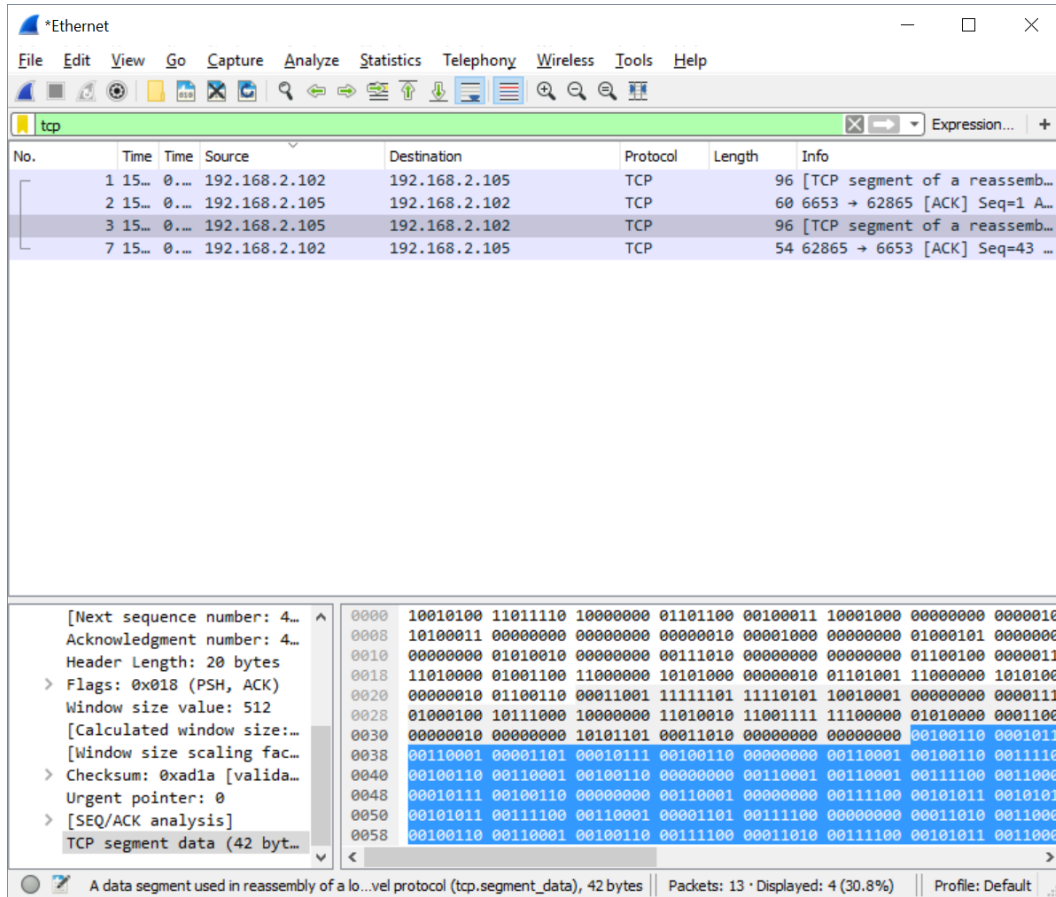 *Ethernet
File Edit View Go Capture Analyze Statistics Telephony Wireless Tools Help
tcp Expression... +
No. Time Time Source Destination Protocol Length Info
1 15… 0.… 192.168.2.102 192.168.2.105 TCP 96 [TCP segment of a reassemb…
2 15… 0.… 192.168.2.105 192.168.2.102 TCP 60 6653 → 62865 [ACK] Seq=1 A…
3 15… 0.… 192.168.2.105 192.168.2.102 TCP 96 [TCP segment of a reassemb…
7 15… 0.… 192.168.2.102 192.168.2.105 TCP 54 62865 → 6653 [ACK] Seq=43 …
[Next sequence number: 4…
Acknowledgment number: 4…
Header Length: 20 bytes
Flags: 0x018 (PSH, ACK)
Window size value: 512
[Calculated window size:…
[Window size scaling fac…
Checksum: 0xad1a [valida…
Urgent pointer: 0
[SEQ/ACK analysis]
TCP segment data (42 byt…
0000 10010100 11011110 10000000 01101100 00100011 10001000 00000000 0000010
0008 10100011 00000000 00000000 00000010 00001000 00000000 01000101 0000000
0010 00000000 01010010 00000000 00111010 00000000 00000000 01100100 0000011
0018 11010000 01001100 11000000 10101000 00000010 01101001 11000000 1010100
0020 00000010 01100110 00011001 11111101 11110101 10010001 00000000 0000111
0028 01000100 10111000 10000000 11010010 11001111 11100000 01010000 0001100
0030 00000010 00000000 10101101 00011010 00000000 00000000 00100110 0001011
0038 00110001 00001101 00010111 00100110 00000000 00110001 00100110 0011110
0040 00100110 00110001 00100110 00000000 00110001 00110001 00111100 0011000
0048 00010111 00100110 00000000 00110001 00000000 00111100 00101011 0010101
0050 00101011 00111100 00110001 00001101 00111100 00000000 00011010 0011000
0058 00100110 00110001 00100110 00111100 00011010 00111100 00101011 0011000
A data segment used in reassembly of a lo…vel protocol (tcp.segment_data), 42 bytes Packets: 13 · Displayed: 4 (30.8%) Profile: Default